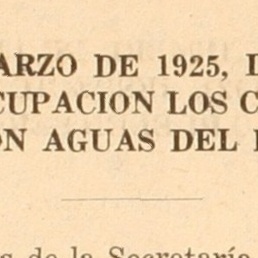 ARZO DE 1925,
CUPACION LOS
ON AGUAS DEL
de la Secretaría